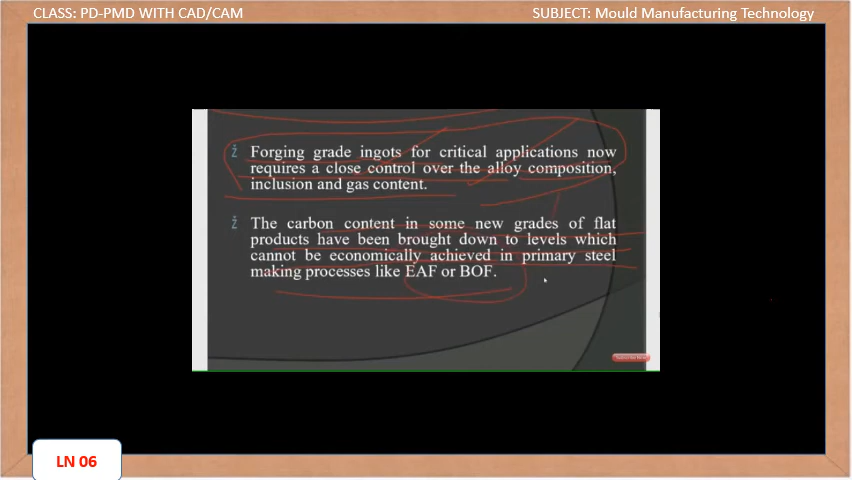 CLASS: PD-PMD WITH CAD/CAM
SUBJECT: Mould Manufacturing Technology
ž Forging grade ingots for critical applications now
requires a close control over the alloy composition,
inclusion and gas content.
ž The carbon content in some new grades of flat
products have been brought down to levels which
cannot be economically achieved in primary steel
making processes like EAF or BOF.
LN 06